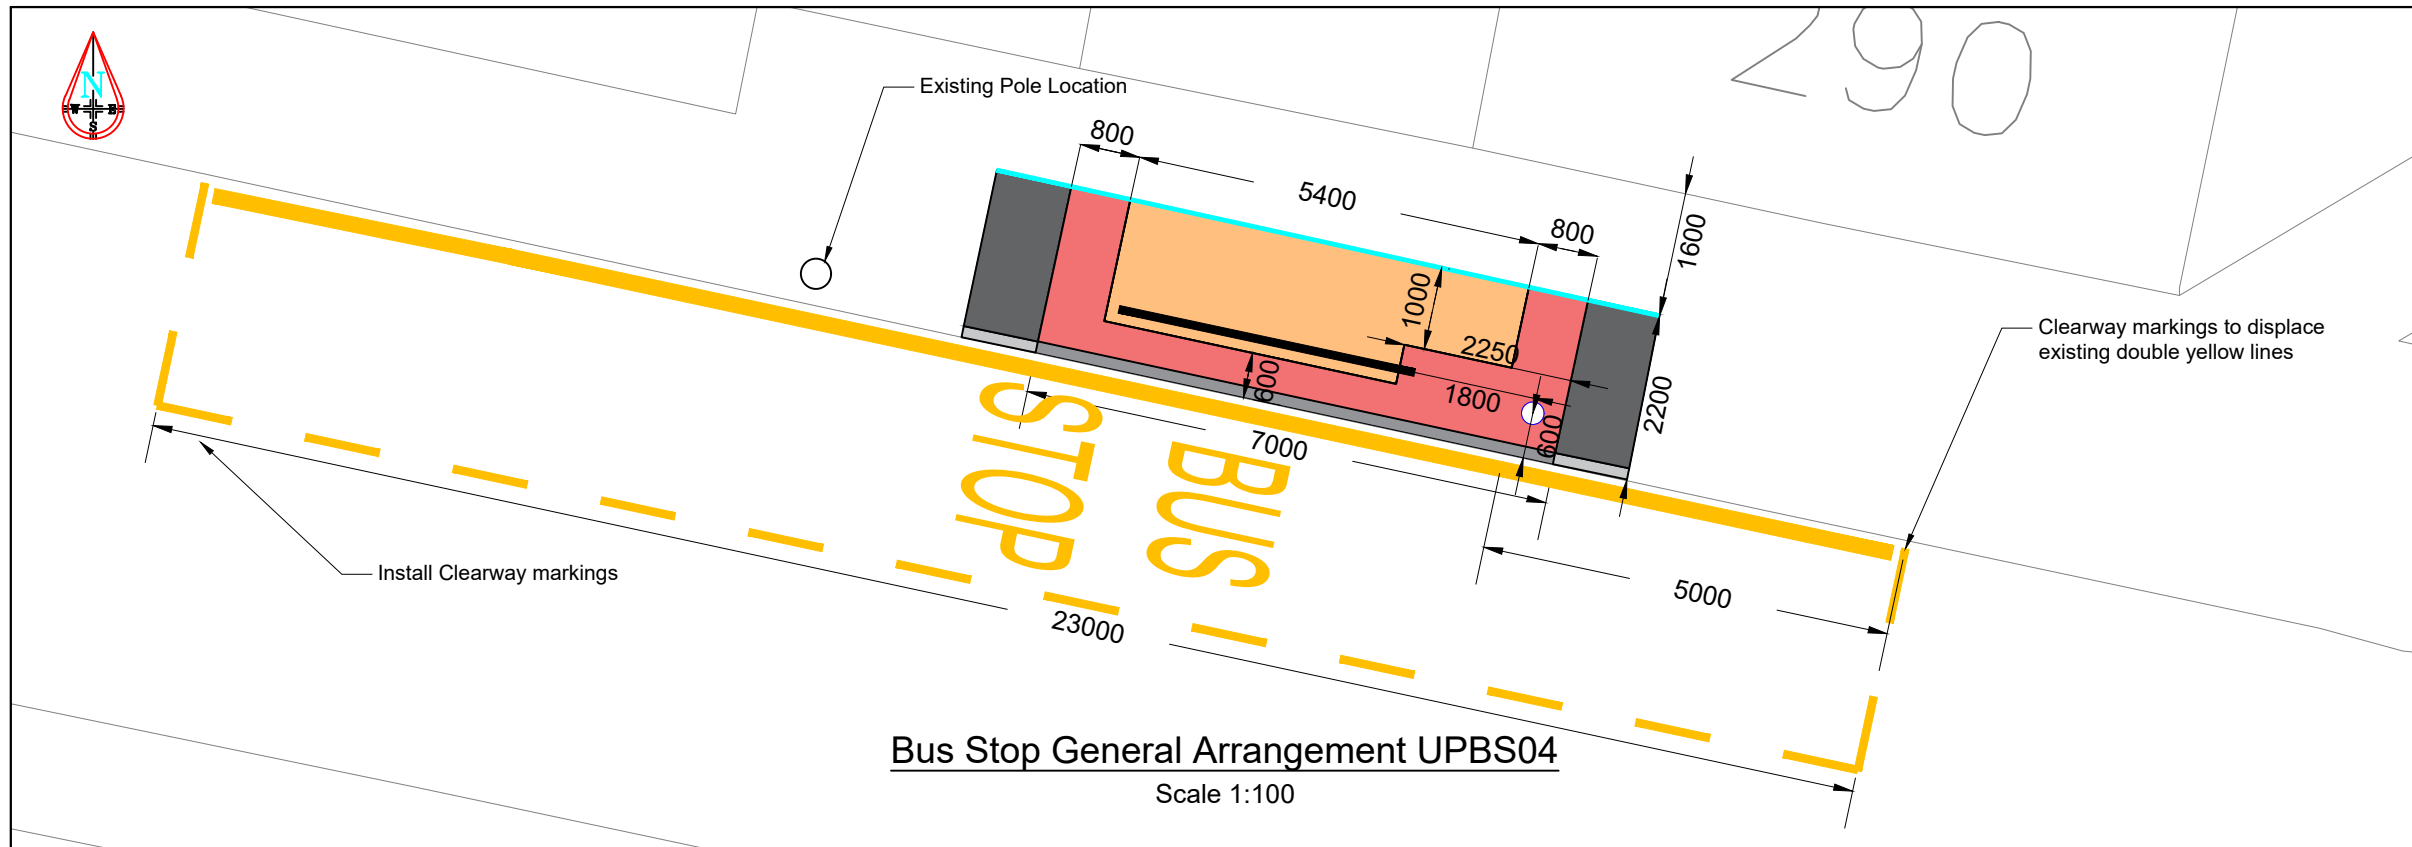 290
N
W E
S
Existing Pole Location
800
5400
800
1600
1000
2250
600
1800
600
2200
7000
5000
23000
BUS
STOP
Clearway markings to displace
existing double yellow lines
Install Clearway markings
Bus Stop General Arrangement UPBS04
Scale 1:100